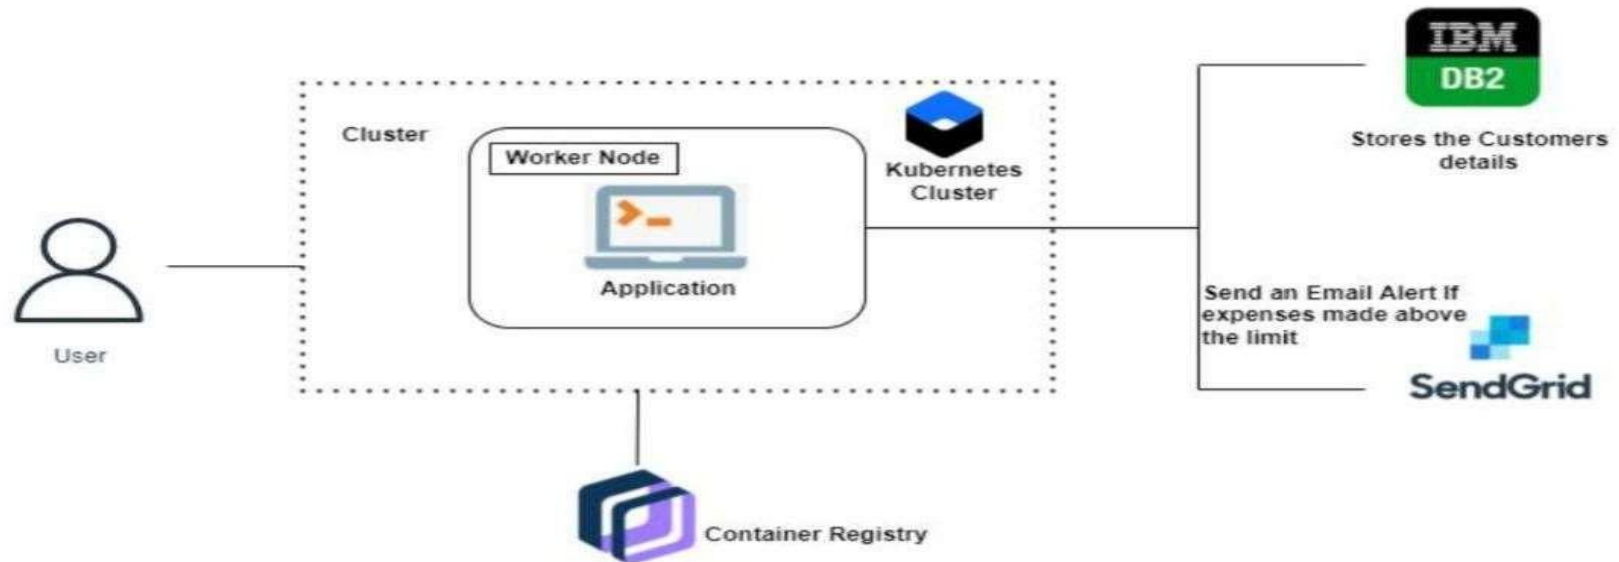 IBM
DB2
Stores the Customers
details
Cluster
Worker Node
Kubernetes
Cluster
Application
User
Send an Email Alert If
expenses made above
the limit
SendGrid
Container Registry